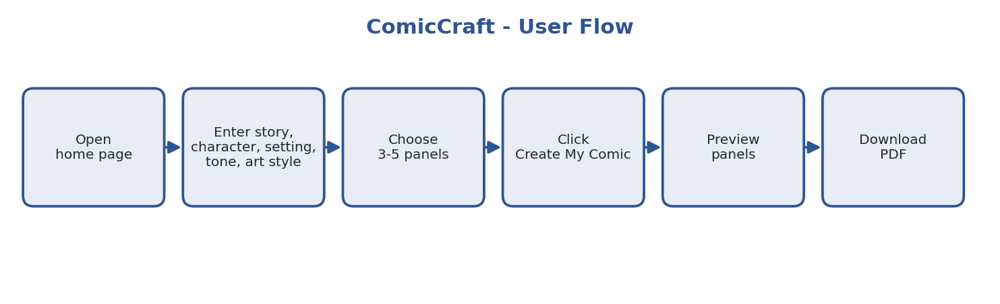 ComicCraft - User Flow
Open
home page
Enter story,
character, setting,
tone, art style
Choose
3-5 panels
Click
Create My Comic
Preview
panels
Download
PDF